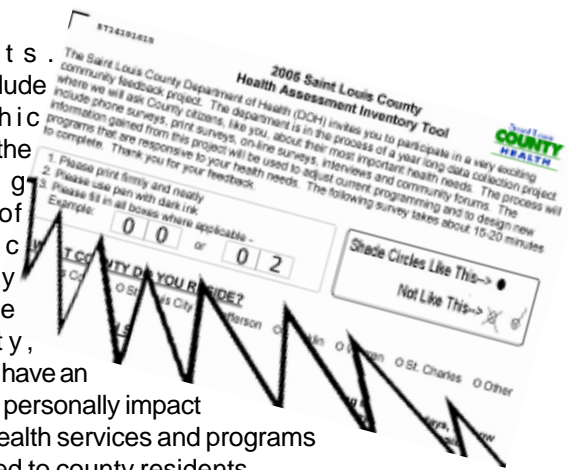 ts.
lude
hic
the
g
of
c
y
e
ty,
have an
personally impact
ealth services and programs
ed to county residents
2005 Saint Louis County
Health Assessment Inventory Tool
The Saint Louis County Department of Health (DOH) invites you to participate in a very exciting
community feedback project. The department is in the process of a year long data collection project
where we will ask County citizens, like you, about their most important health needs. The process will
include phone surveys, print surveys, on-line surveys, interviews and community forums. The
information gained from this project will be used to adjust current programming and to design new
programs that are responsive to your health needs. The following survey takes about 15-20 minutes
to complete. Thank you for your feedback.
COUNTY
HEALTH
1. Please print firmly and neatly
2. Please use pen with dark ink
3. Please fill in all boxes where applicable -
Example: 0 0 or 0 2
Shade Circles Like This-->
Not Like This-->
YOU RESIDE?
City
O St. Charles O Other